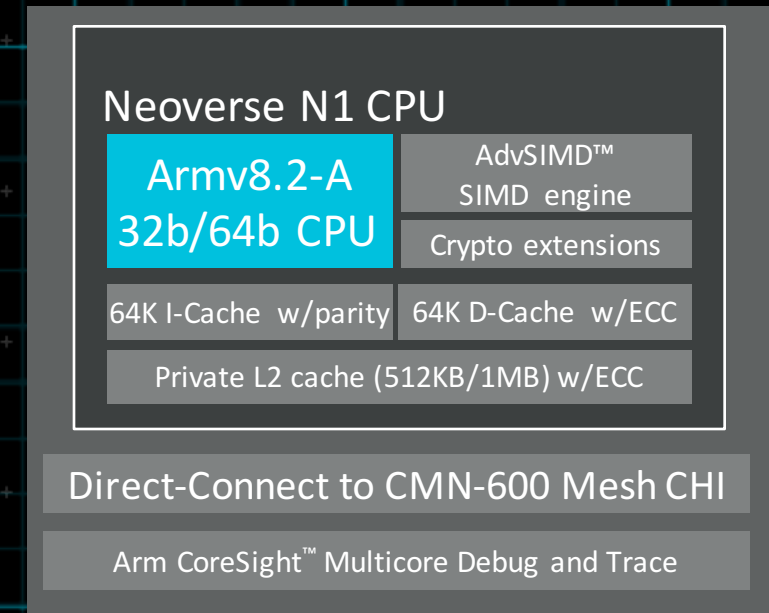 Neoverse N1 CPU
Armv8.2-A
32b/64b CPU
AdvSIMD™
SIMD engine
Crypto extensions
64K I-Cache w/parity
64K D-Cache w/ECC
Private L2 cache (512KB/1MB) w/ECC
Direct-Connect to CMN-600 Mesh CHI
Arm CoreSight™ Multicore Debug and Trace